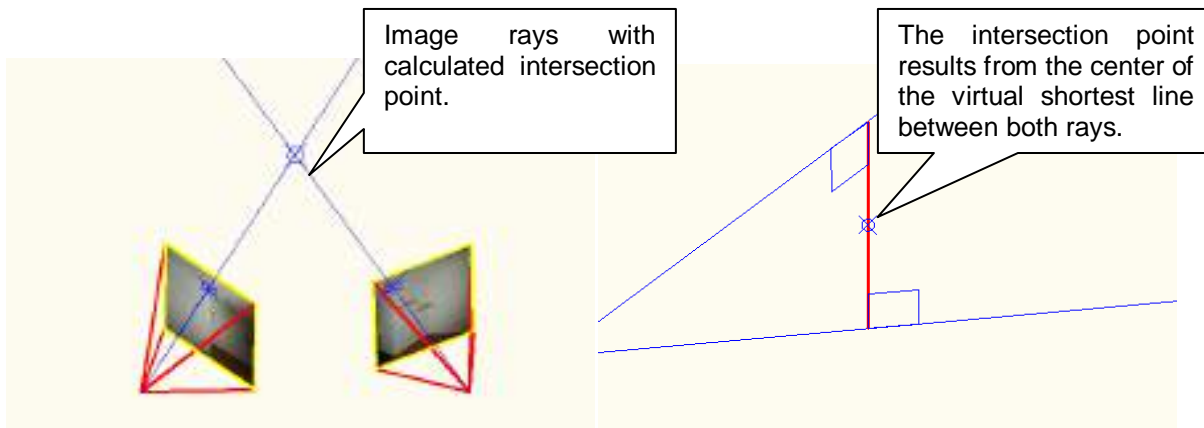 Image rays with
calculated intersection
point.
The intersection point
results from the center of
the virtual shortest line
between both rays.